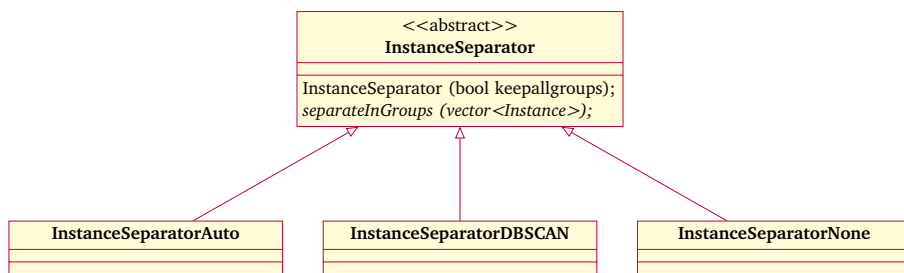 <<abstract>>
InstanceSeparator
InstanceSeparator (bool keepallgroups);
separateInGroups (vector<Instance>);
InstanceSeparatorAuto
InstanceSeparatorDBSCAN
InstanceSeparatorNone